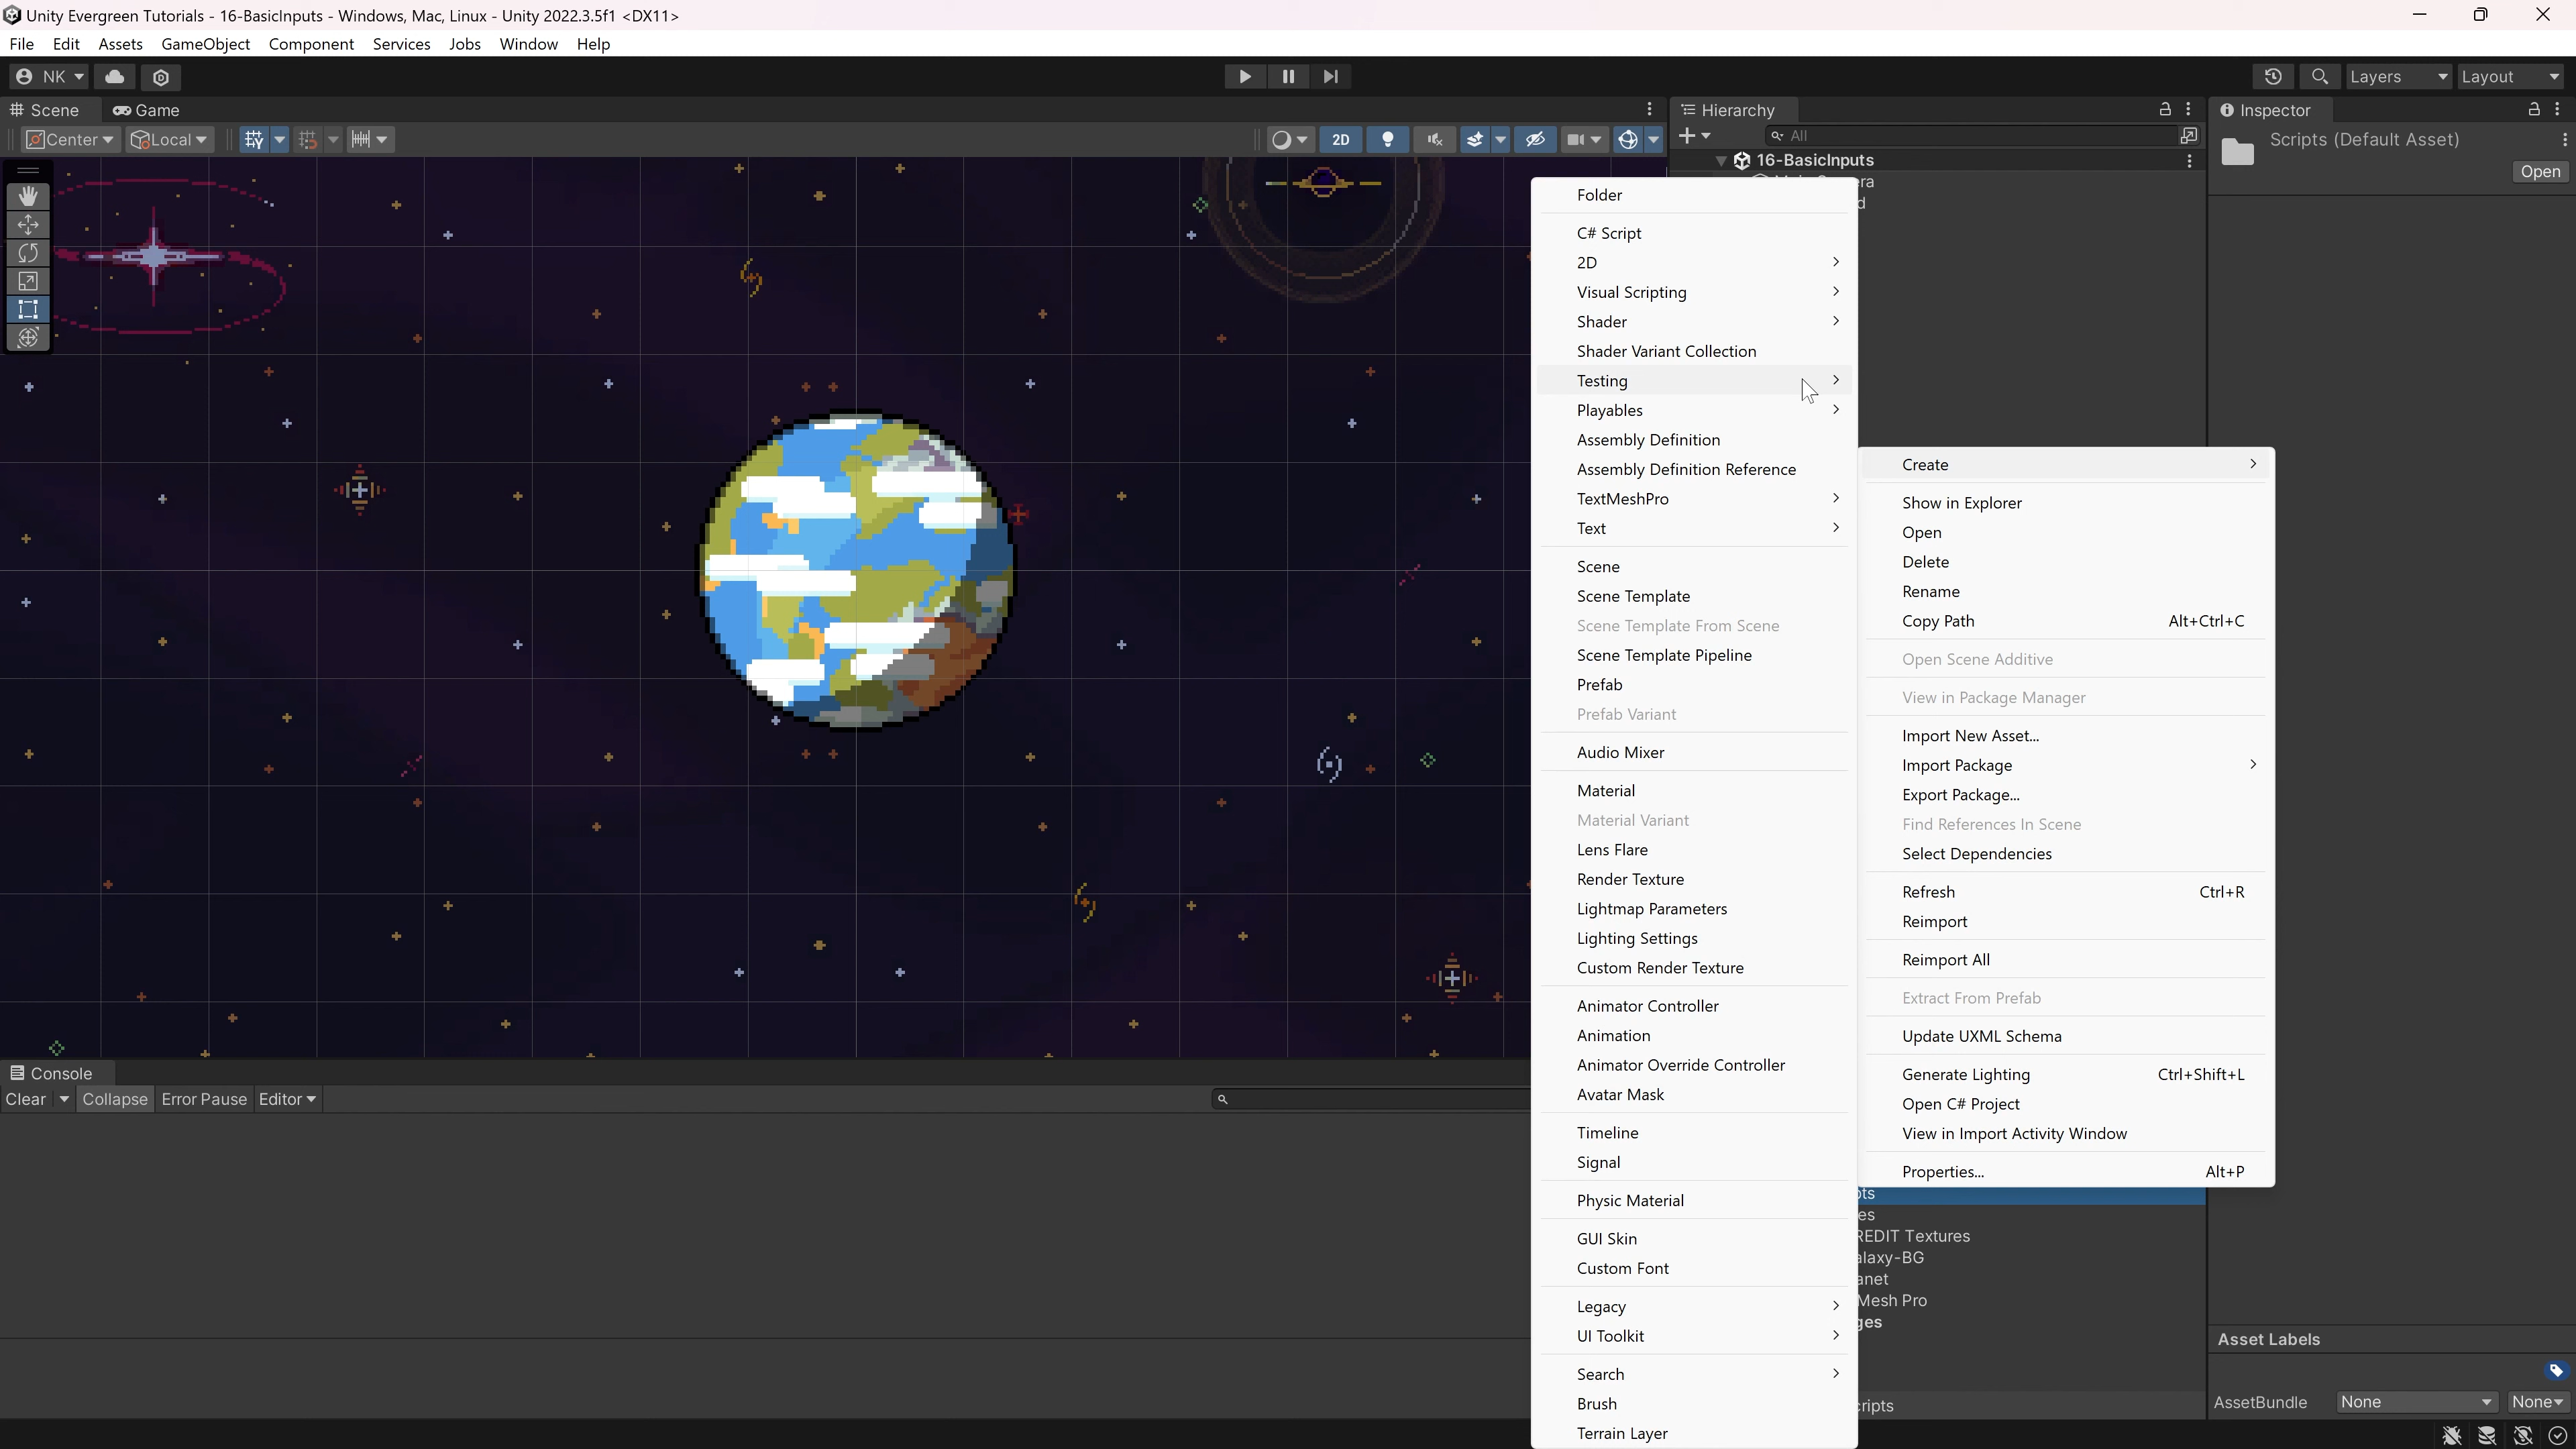 Unity Evergreen Tutorials - 16-BasicInputs - Windows, Mac, Linux - Unity 2022.3.5f1 <DX11>
File Edit Assets GameObject Component Services Jobs Window Help
NK Layers Layout
Scene Game
Center Local 2D
Hierarchy
All
16-BasicInputs
era
d
Inspector
Scripts (Default Asset)
Open
Folder
C# Script
2D
Visual Scripting
Shader
Shader Variant Collection
Testing
Playables
Assembly Definition
Assembly Definition Reference
TextMeshPro
Text
Scene
Scene Template
Scene Template From Scene
Scene Template Pipeline
Prefab
Prefab Variant
Audio Mixer
Material
Material Variant
Lens Flare
Render Texture
Lightmap Parameters
Lighting Settings
Custom Render Texture
Animator Controller
Animation
Animator Override Controller
Avatar Mask
Timeline
Signal
Physic Material
GUI Skin
Custom Font
Legacy
UI Toolkit
Search
Brush
Terrain Layer
Create
Show in Explorer
Open
Delete
Rename
Copy Path Alt+Ctrl+C
Open Scene Additive
View in Package Manager
Import New Asset...
Import Package
Export Package...
Find References In Scene
Select Dependencies
Refresh Ctrl+R
Reimport
Reimport All
Extract From Prefab
Update UXML Schema
Generate Lighting Ctrl+Shift+L
Open C# Project
View in Import Activity Window
Properties... Alt+P
pts
es
REDIT Textures
alaxy-BG
anet
Mesh Pro
ges
cripts
Console
Clear Collapse Error Pause Editor
Asset Labels
AssetBundle None None